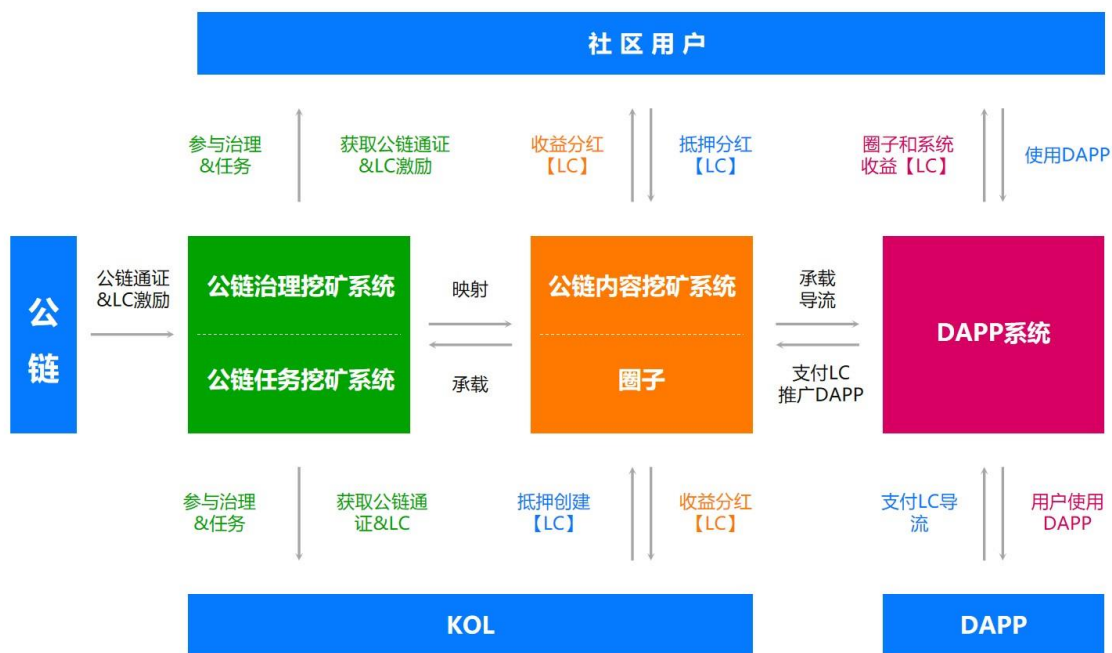 社区用户
参与治理
&任务
获取公链通证
&LC激励
收益分红
【LC】
抵押分红
【LC】
圈子和系统
收益【LC】
使用DAPP
公
链
公链通证
&LC激励
公链治理挖矿系统
公链任务挖矿系统
映射
承载
公链内容挖矿系统
圈子
承载
导流
支付LC
推广DAPP
DAPP系统
参与治理
&任务
获取公链通
证&LC
抵押创建
【LC】
收益分红
【LC】
支付LC导
流
用户使用
DAPP
KOL
DAPP